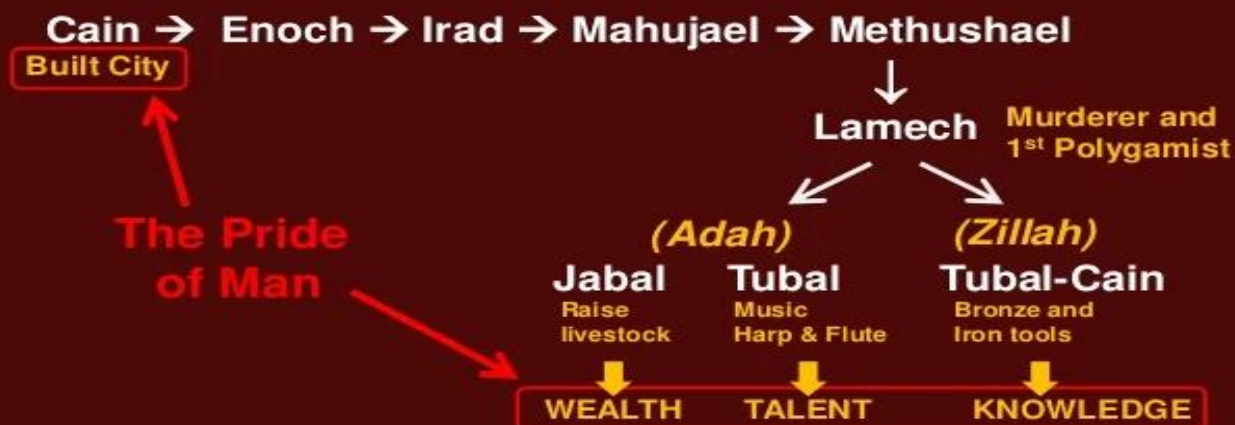 Cain → Enoch → Irad → Mahujael → Methushael
Built City
Lamech
Murderer and
1st Polygamist
The Pride
of Man
(Adah) (Zillah)
Jabal Tubal Tubal-Cain
Raise Music Bronze and
livestock Harp & Flute Iron tools
WEALTH TALENT KNOWLEDGE